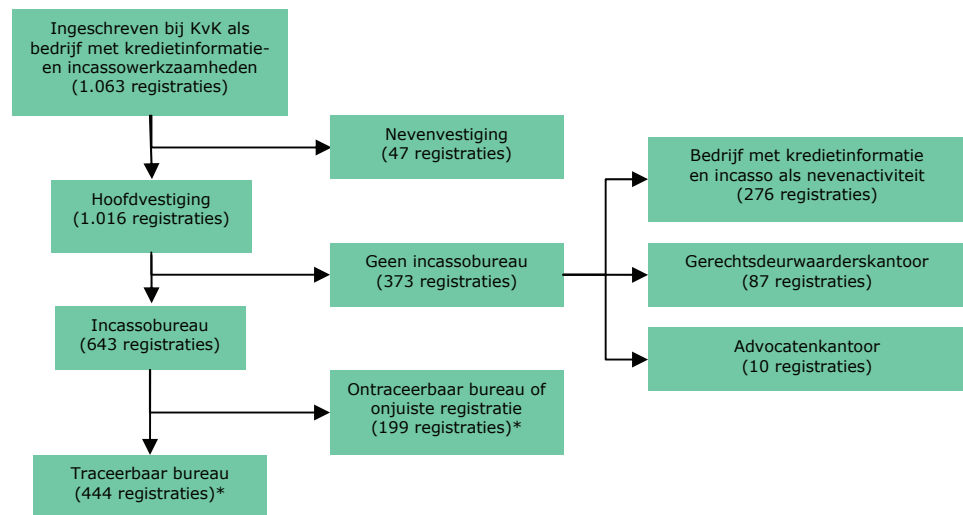 Ingeschreven bij KvK als
bedrijf met kredietinformatie-
en incassowerkzaamheden
(1.063 registraties)
Nevenvestiging
(47 registraties)
Bedrijf met kredietinformatie
en incasso als nevenactiviteit
(276 registraties)
Hoofdvestiging
(1.016 registraties)
Geen incassobureau
(373 registraties)
Gerechtsdeurwaarderskantoor
(87 registraties)
Incassobureau
(643 registraties)
Advocatenkantoor
(10 registraties)
Ontraceerbaar bureau of
onjuiste registratie
(199 registraties)*
Traceerbaar bureau
(444 registraties)*